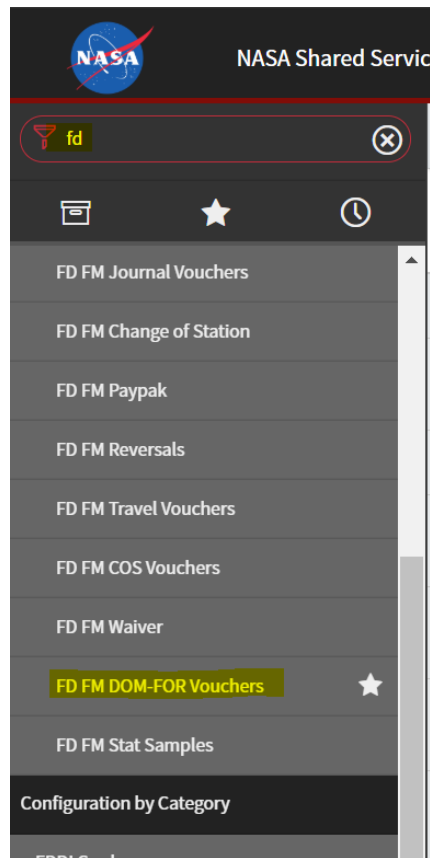 NASA
NASA Shared Servic
fd
FD FM Journal Vouchers
FD FM Change of Station
FD FM Paypak
FD FM Reversals
FD FM Travel Vouchers
FD FM COS Vouchers
FD FM Waiver
FD FM DOM-FOR Vouchers
FD FM Stat Samples
Configuration by Category